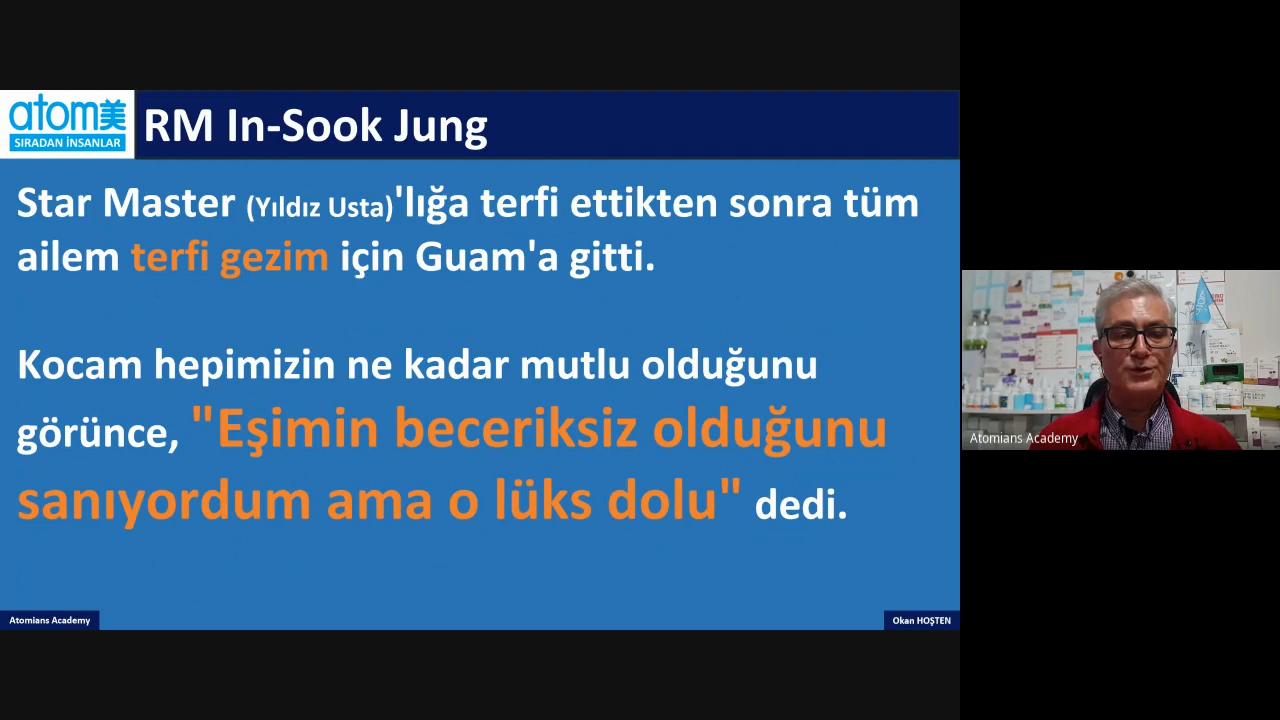 atom美
SIRADAN İNSANLAR
RM In-Sook Jung
Star Master (Yıldız Usta)'lığa terfi ettikten sonra tüm
ailem terfi gezim için Guam'a gitti.
Kocam hepimizin ne kadar mutlu olduğunu
görünce, "Eşimin beceriksiz olduğunu
sanıyordum ama o lüks dolu" dedi.
Atomians Academy
Okan HOŞTEN
Atomians Academy